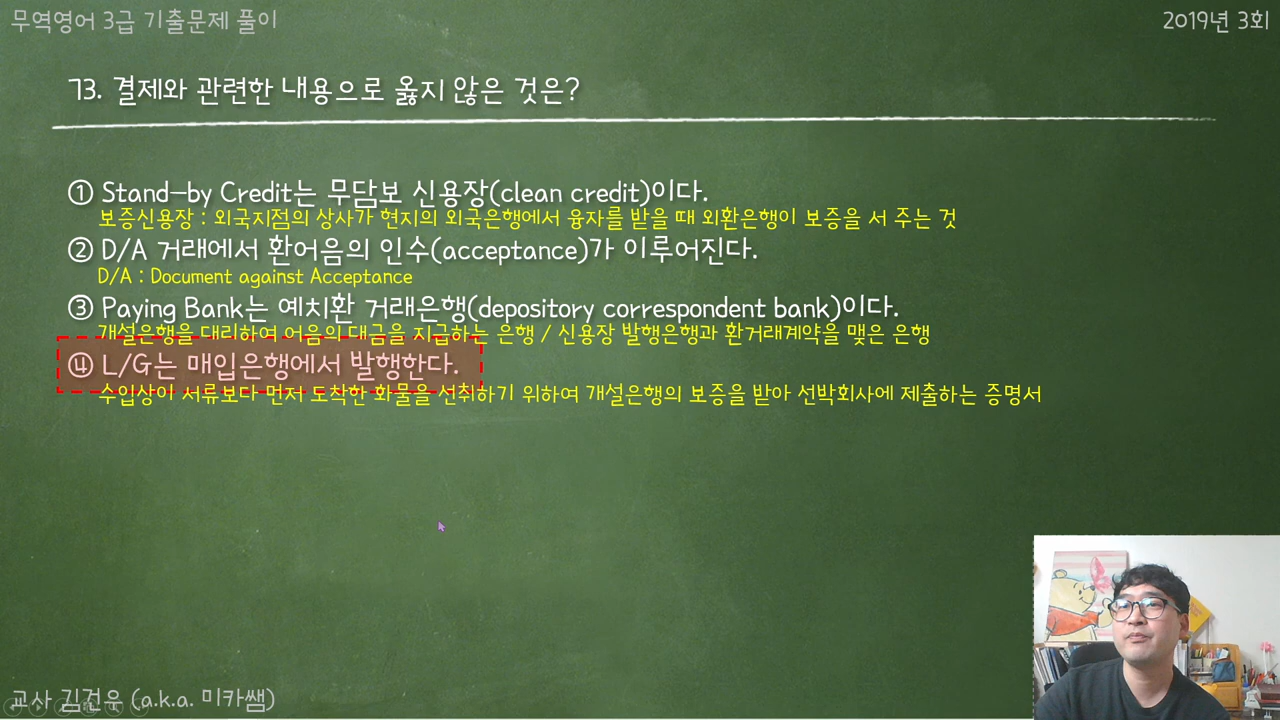 무역영어 3급 기출문제 풀이
2019년 3회
73. 결제와 관련한 내용으로 옳지 않은 것은?
① Stand-by Credit는 무담보 신용장(clean credit)이다.
보증신용장 : 외국지점의 상사가 현지의 외국은행에서 융자를 받을 때 외환은행이 보증을 서 주는 것
② D/A 거래에서 환어음의 인수(acceptance)가 이루어진다.
D/A : Document against Acceptance
③ Paying Bank는 예치환 거래은행(depository correspondent bank)이다.
개설은행을 대리하여 어음의 대금을 지급하는 은행 / 신용장 발행은행과 환거래계약을 맺은 은행
④ L/G는 매입은행에서 발행한다.
수입상이 서류보다 먼저 도착한 화물을 선취하기 위하여 개설은행의 보증을 받아 선박회사에 제출하는 증명서
교사 김건우 (a.k.a. 미카쌤)